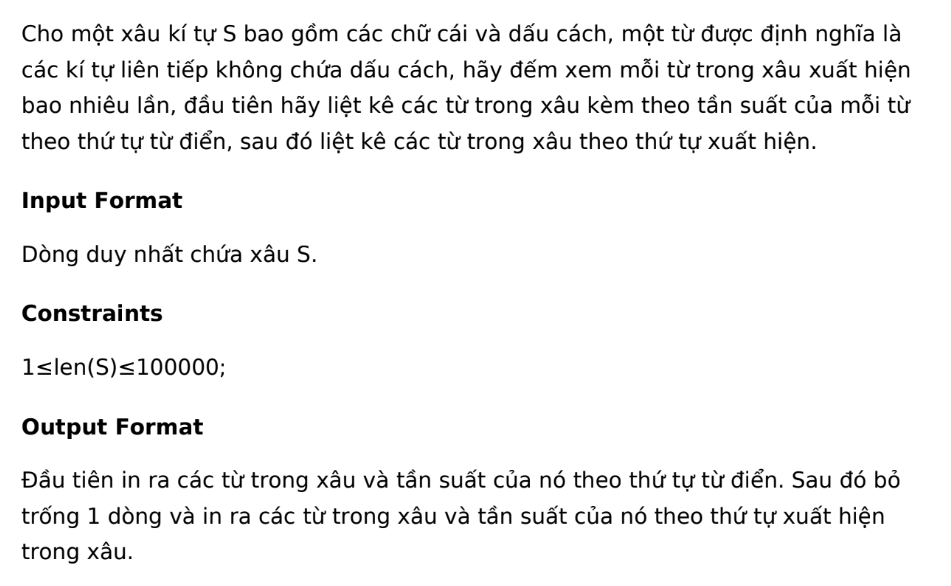 Cho một xâu kí tự S bao gồm các chữ cái và dấu cách, một từ được định nghĩa là
các kí tự liên tiếp không chứa dấu cách, hãy đếm xem mỗi từ trong xâu xuất hiện
bao nhiêu lần, đầu tiên hãy liệt kê các từ trong xâu kèm theo tần suất của mỗi từ
theo thứ tự từ điển, sau đó liệt kê các từ trong xâu theo thứ tự xuất hiện.
Input Format
Dòng duy nhất chứa xâu S.
Constraints
1≤len(S)≤100000;
Output Format
Đầu tiên in ra các từ trong xâu và tần suất của nó theo thứ tự từ điển. Sau đó bỏ
trống 1 dòng và in ra các từ trong xâu và tần suất của nó theo thứ tự xuất hiện
trong xâu.